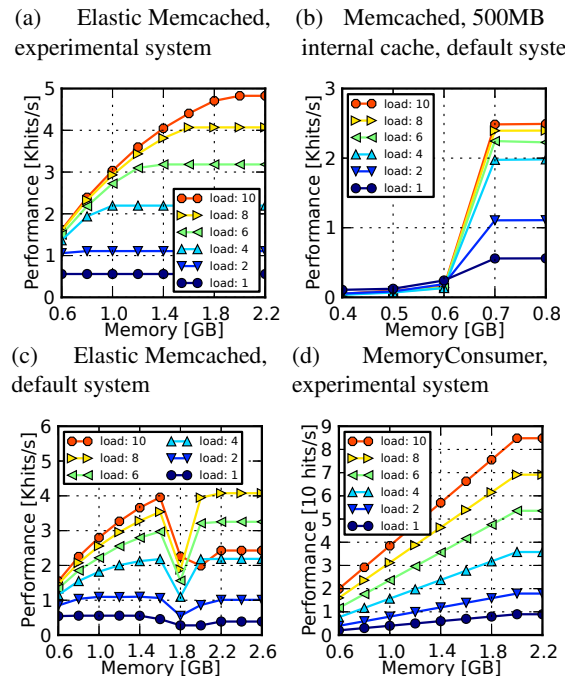 (a) Elastic Memcached,
experimental system
Performance [Khits/s]
5
4
3
2
1
0
load: 10
load: 8
load: 6
load: 4
load: 2
load: 1
0.6 1.0 1.4 1.8 2.2
Memory [GB]
(b) Memcached, 500MB
internal cache, default syste
Performance [Khits/s]
3
2
1
0
load: 10
load: 8
load: 6
load: 4
load: 2
load: 1
0.4 0.5 0.6 0.7 0.8
Memory [GB]
(c) Elastic Memcached,
default system
Performance [Khits/s]
6
5
4
3
2
1
0
load: 10 load: 4
load: 8 load: 2
load: 6 load: 1
0.6 1.0 1.4 1.8 2.2 2.6
Memory [GB]
(d) MemoryConsumer,
experimental system
Performance [10 hits/s]
9
8
7
6
5
4
3
2
1
0
load: 10
load: 8
load: 6
load: 4
load: 2
load: 1
0.6 1.0 1.4 1.8 2.2
Memory [GB]